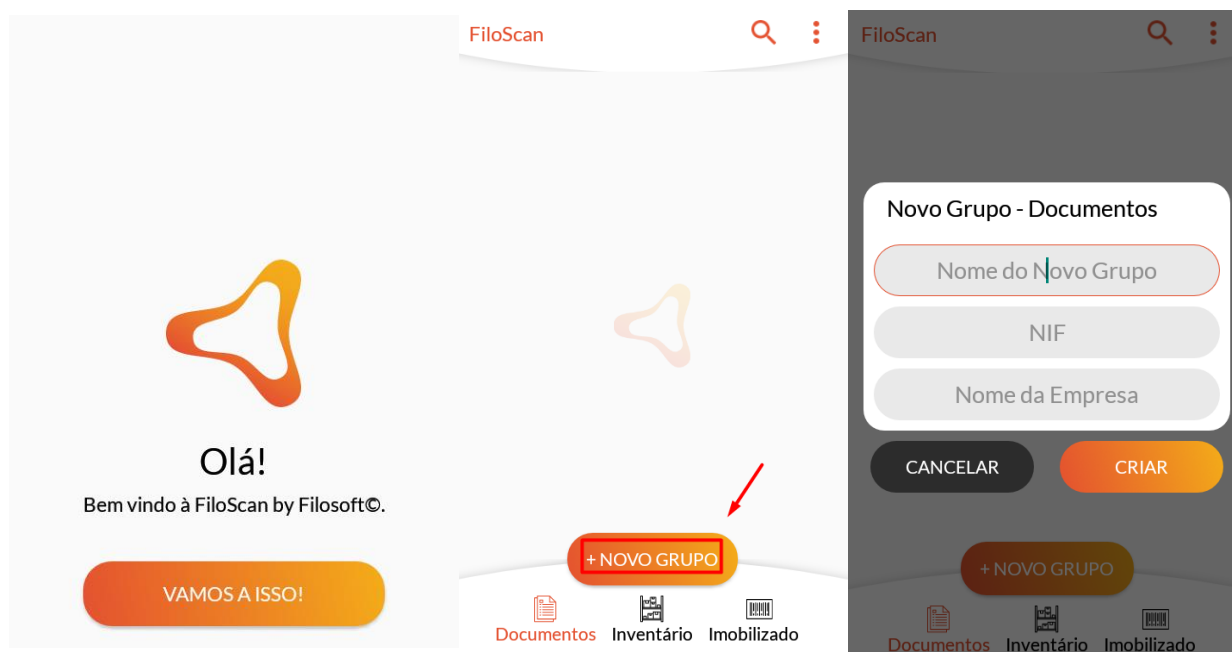 Olá!
Bem vindo à FiloScan by Filosoft©.
VAMOS A ISSO!
FiloScan
+ NOVO GRUPO
Documentos Inventário Imobilizado
FiloScan
Novo Grupo - Documentos
Nome do Novo Grupo
NIF
Nome da Empresa
CANCELAR CRIAR
+ NOVO GRUPO
Documentos Inventário Imobilizado